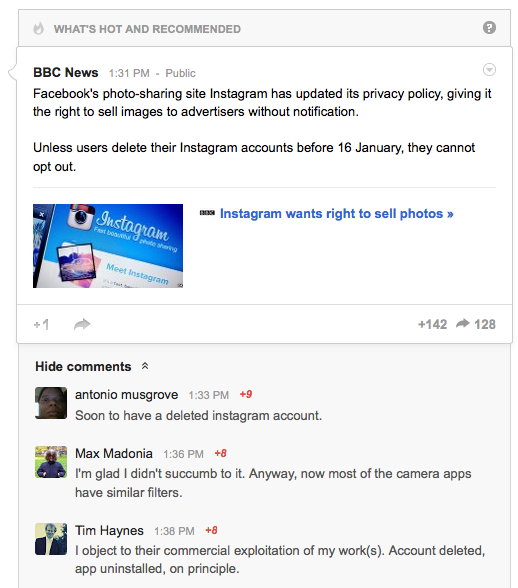 WHAT'S HOT AND RECOMMENDED ?
BBC News 1:31 PM - Public
Facebook's photo-sharing site Instagram has updated its privacy policy, giving it
the right to sell images to advertisers without notification.
Unless users delete their Instagram accounts before 16 January, they cannot
opt out.
Instagram
Fast beautiful photo sharing
Meet Instagram
BBC Instagram wants right to sell photos »
+1
+142 128
Hide comments
antonio musgrove 1:33 PM +9
Soon to have a deleted instagram account.
Max Madonia 1:36 PM +8
I'm glad I didn't succumb to it. Anyway, now most of the camera apps
have similar filters.
Tim Haynes 1:38 PM +8
I object to their commercial exploitation of my work(s). Account deleted,
app uninstalled, on principle.